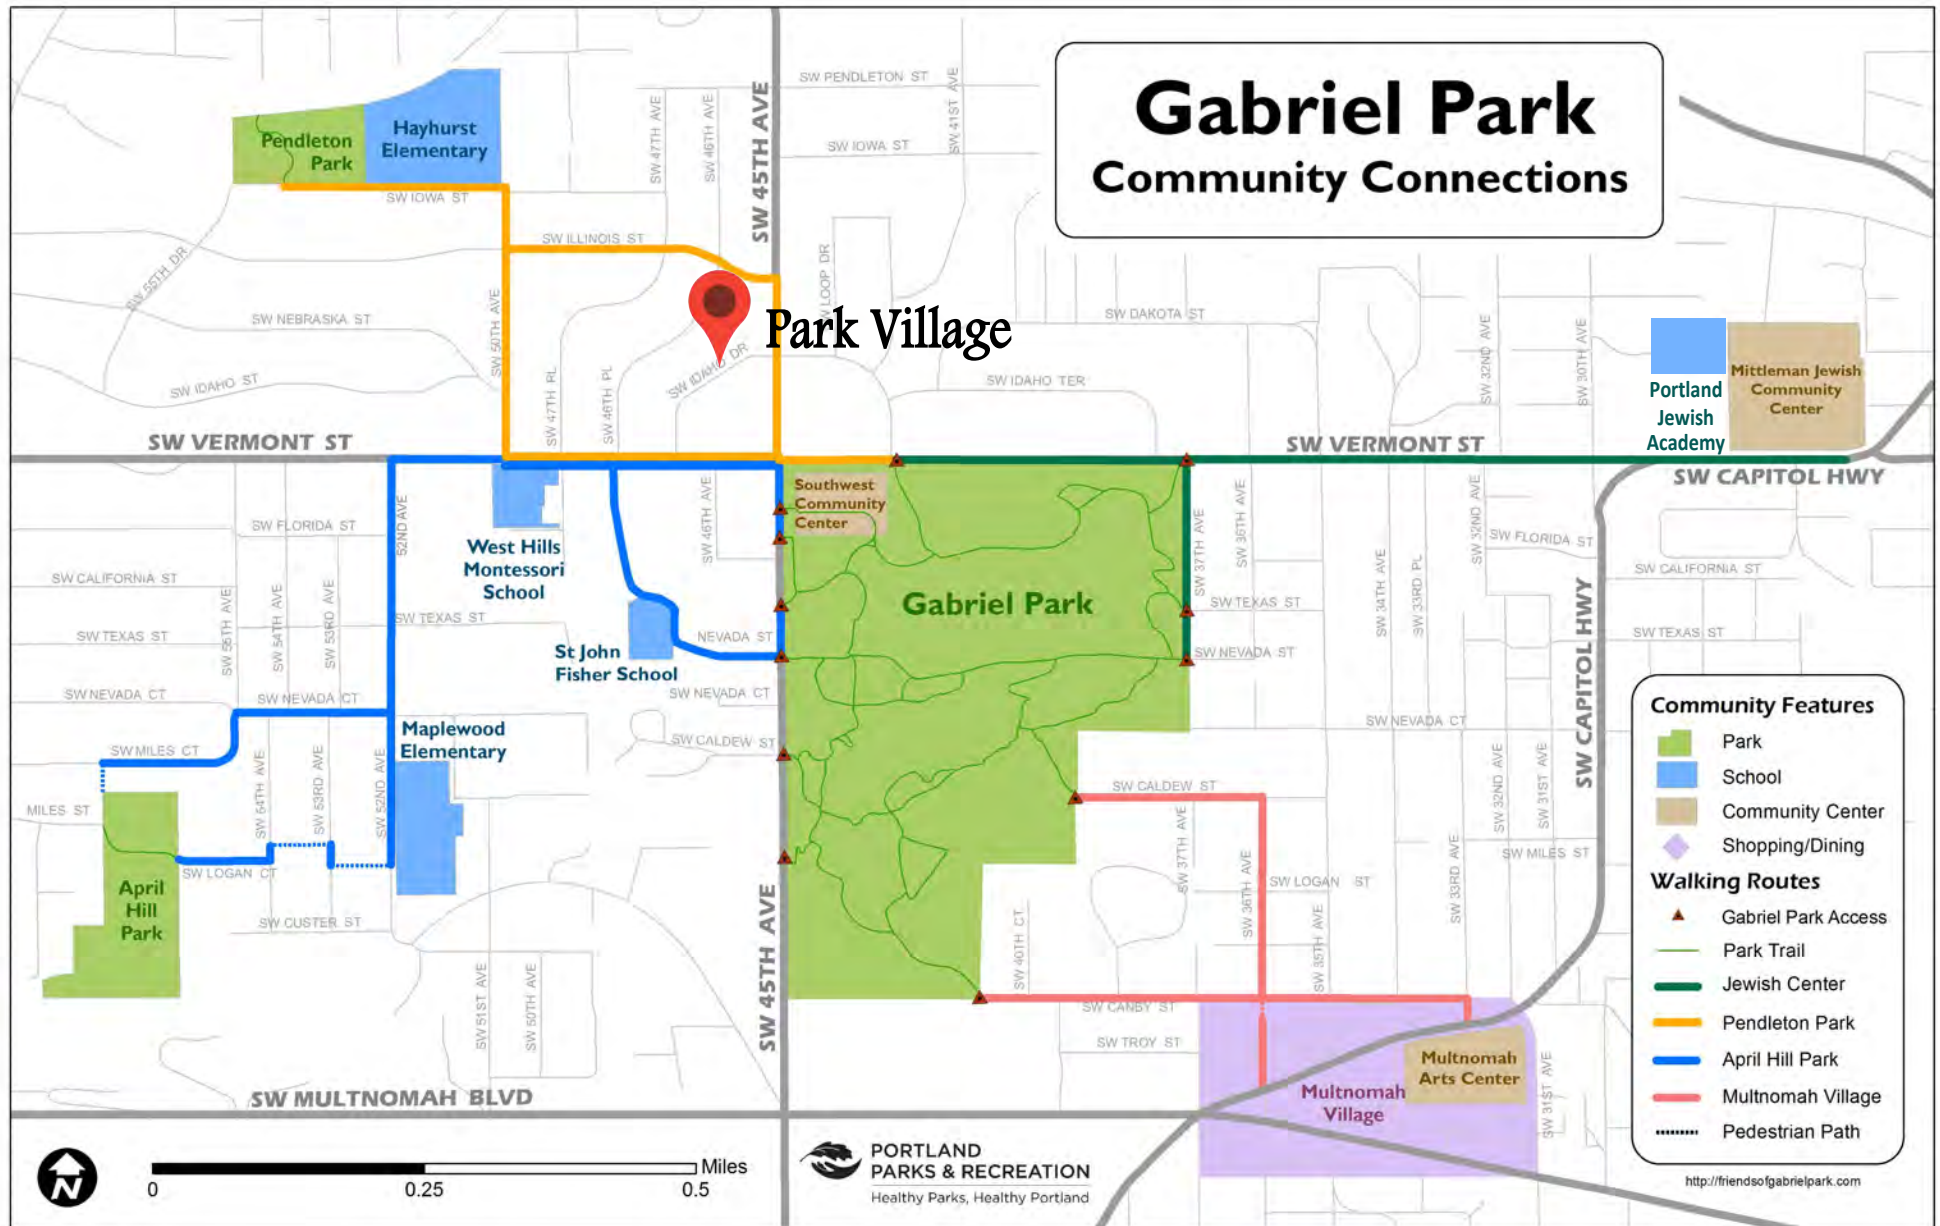 Gabriel Park
Community Connections
SW PENDLETON ST
SW 41ST AVE
SW 45TH AVE
SW 47TH AVE
SW 46TH AVE
SW IOWA ST
Pendleton
Park
Hayhurst
Elementary
SW IOWA ST
SW ILLINOIS ST
SW 55TH DR
SW NEBRASKA ST
SW 50TH AVE
SW IDAHO ST
SW 47TH PL
SW 46TH PL
SW IDAHO DR
Park Village
LOOP DR
SW DAKOTA ST
SW IDAHO TER
SW 32ND AVE
SW 30TH AVE
Portland
Jewish
Academy
Mittleman Jewish
Community
Center
SW VERMONT ST
SW VERMONT ST
SW CAPITOL HWY
Southwest
Community
Center
52ND AVE
SW FLORIDA ST
West Hills
Montessori
School
SW 46TH AVE
SW 37TH AVE
SW 36TH AVE
SW 32ND AVE
SW FLORIDA ST
SW CALIFORNIA ST
SW CALIFORNIA ST
SW 55TH AVE
SW 54TH AVE
SW 53RD AVE
SW TEXAS ST
SW TEXAS ST
Gabriel Park
SW TEXAS ST
SW 34TH AVE
SW 33RD PL
SW TEXAS ST
NEVADA ST
St John
Fisher School
SW NEVADA ST
SW CAPITOL HWY
SW NEVADA CT
SW NEVADA CT
SW NEVADA CT
SW NEVADA CT
Maplewood
Elementary
SW CALDEW ST
SW MILES CT
SW 54TH AVE
SW 53RD AVE
SW 52ND AVE
SW CALDEW ST
SW 32ND AVE
SW 31ST AVE
MILES ST
SW 37TH AVE
SW MILES ST
SW LOGAN CT
SW 36TH AVE
SW LOGAN ST
SW 33RD AVE
April
Hill
Park
SW CUSTER ST
SW 45TH AVE
SW 40TH CT
SW 35TH AVE
SW 51ST AVE
SW 50TH AVE
SW CANBY ST
SW TROY ST
Multnomah
Arts Center
Multnomah
Village
SW 31ST AVE
SW MULTNOMAH BLVD
Community Features
Park
School
Community Center
Shopping/Dining
Walking Routes
Gabriel Park Access
Park Trail
Jewish Center
Pendleton Park
April Hill Park
Multnomah Village
Pedestrian Path
http://friendsofgabrielpark.com
N
0
0.25
0.5
Miles
PORTLAND
PARKS & RECREATION
Healthy Parks, Healthy Portland